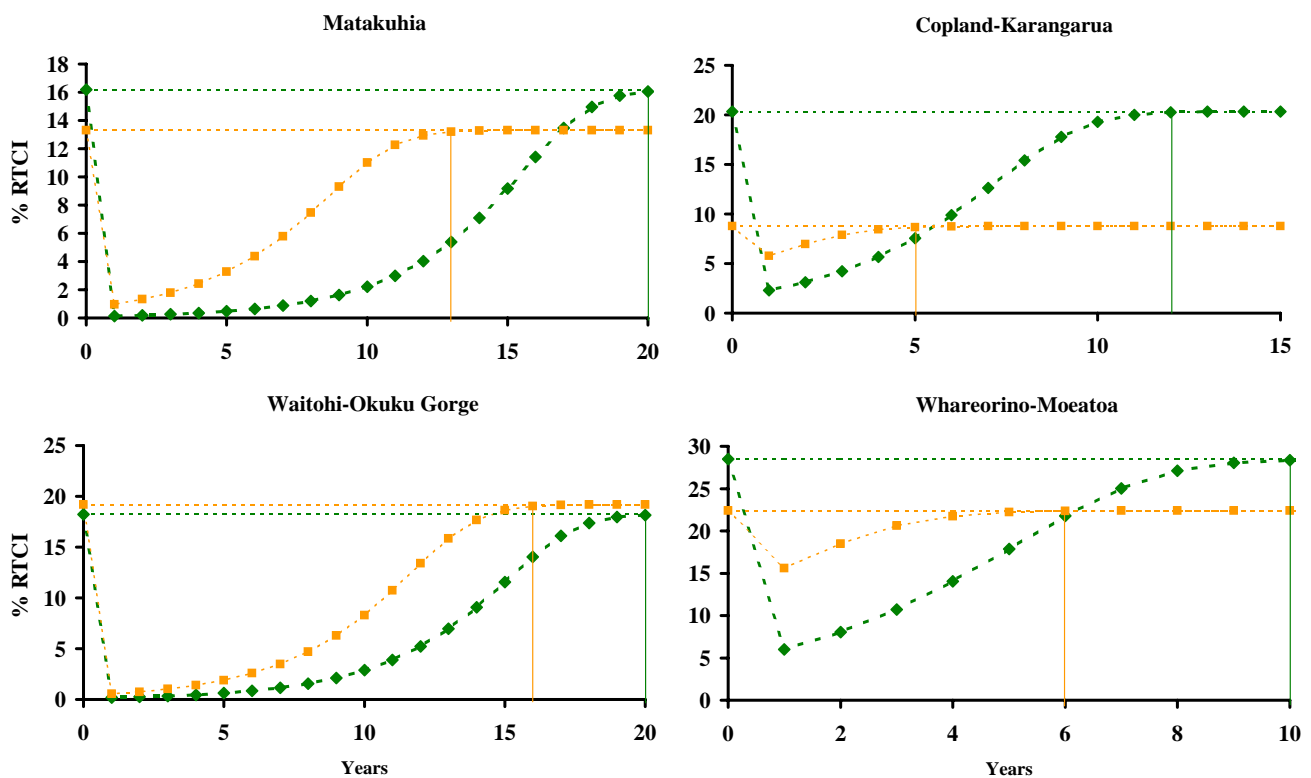 Matakuhia
% RTCI
18
16
14
12
10
8
6
4
2
0
0 5 10 15 20
Copland-Karangarua
25
20
15
10
5
0
0 5 10 15
Waitohi-Okuku Gorge
% RTCI
25
20
15
10
5
0
0 5 10 15 20
Years
Whareorino-Moeatoa
30
25
20
15
10
5
0
0 2 4 6 8 10
Years